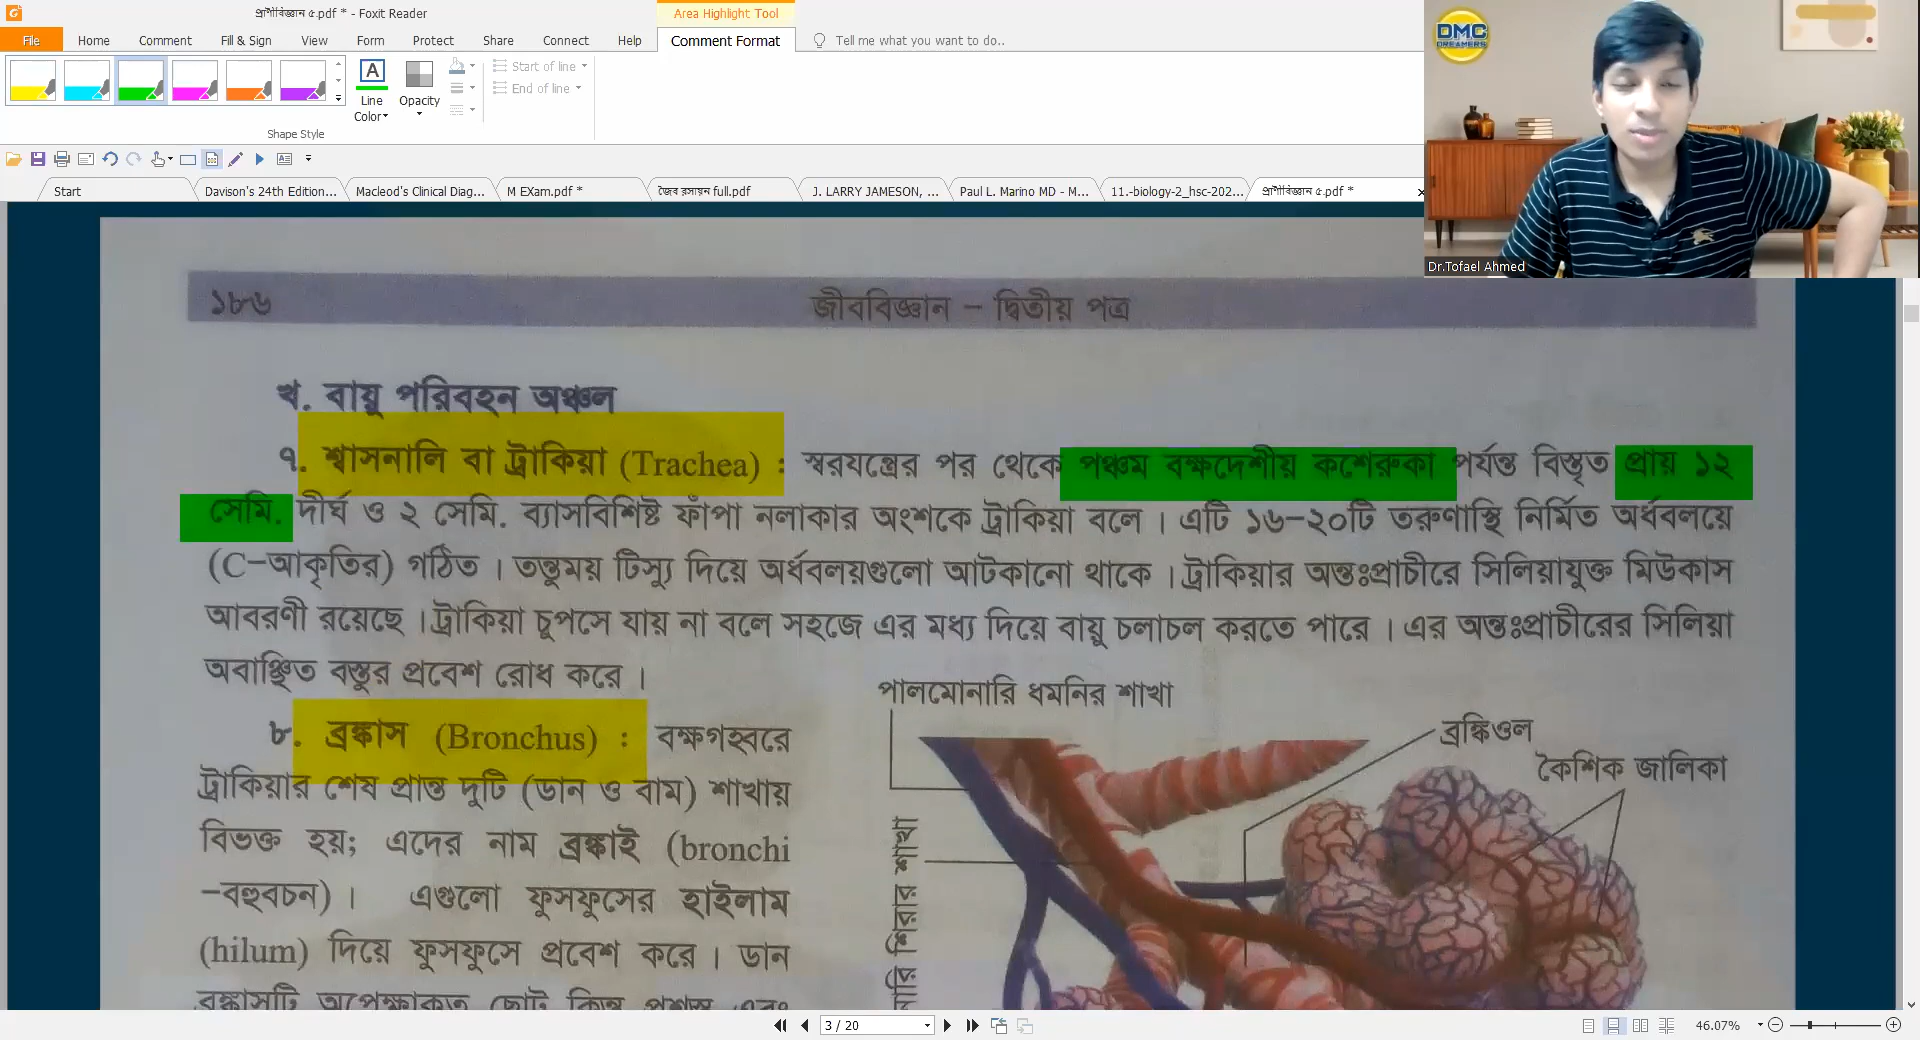 প্রাণীবিজ্ঞান ৫.pdf * - Foxit Reader
Area Highlight Tool
File Home Comment Fill & Sign View Form Protect Share Connect Help Comment Format Tell me what you want to do..
Line Color
Opacity
Start of line
End of line
Shape Style
Start
Davison's 24th Edition...
Macleod's Clinical Diag...
M EXam.pdf *
জৈব রসায়ন full.pdf
J. LARRY JAMESON, ...
Paul L. Marino MD - M...
11.-biology-2_hsc-202...
প্রাণীবিজ্ঞান ৫.pdf *
DMC
DREAMERS
Dr.Tofael Ahmed
১৮৬ জীববিজ্ঞান – দ্বিতীয় পত্র
খ. বায়ু পরিবহন অঞ্চল
৭. শ্বাসনালি বা ট্রাকিয়া (Trachea) : স্বরযন্ত্রের পর থেকে পঞ্চম বক্ষদেশীয় কশেরুকা পর্যন্ত বিস্তৃত প্রায় ১২
সেমি. দীর্ঘ ও ২ সেমি. ব্যাসবিশিষ্ট ফাঁপা নলাকার অংশকে ট্রাকিয়া বলে। এটি ১৬–২০টি তরুণাস্থি নির্মিত অর্ধবলয়ে
(C–আকৃতির) গঠিত। তন্তুময় টিস্যু দিয়ে অর্ধবলয়গুলো আটকানো থাকে। ট্রাকিয়ার অন্তঃপ্রাচীরে সিলিয়াযুক্ত মিউকাস
আবরণী রয়েছে। ট্রাকিয়া চুপসে যায় না বলে সহজে এর মধ্য দিয়ে বায়ু চলাচল করতে পারে। এর অন্তঃপ্রাচীরের সিলিয়া
অবাঞ্ছিত বস্তুর প্রবেশ রোধ করে।
৮. ব্রঙ্কাস (Bronchus) : বক্ষগহ্বরে
ট্রাকিয়ার শেষ প্রান্ত দুটি (ডান ও বাম) শাখায়
বিভক্ত হয়; এদের নাম ব্রঙ্কাই (bronchi
–বহুবচন)। এগুলো ফুসফুসের হাইলাম
(hilum) দিয়ে ফুসফুসে প্রবেশ করে। ডান
ব্রঙ্কাসটি অপেক্ষাকৃত ছোট কিন্তু প্রশস্ত এবং
পালমোনারি ধমনির শাখা
ব্রঙ্কিওল
কৈশিক জালিকা
শিরার শাখা
3 / 20
46.07%